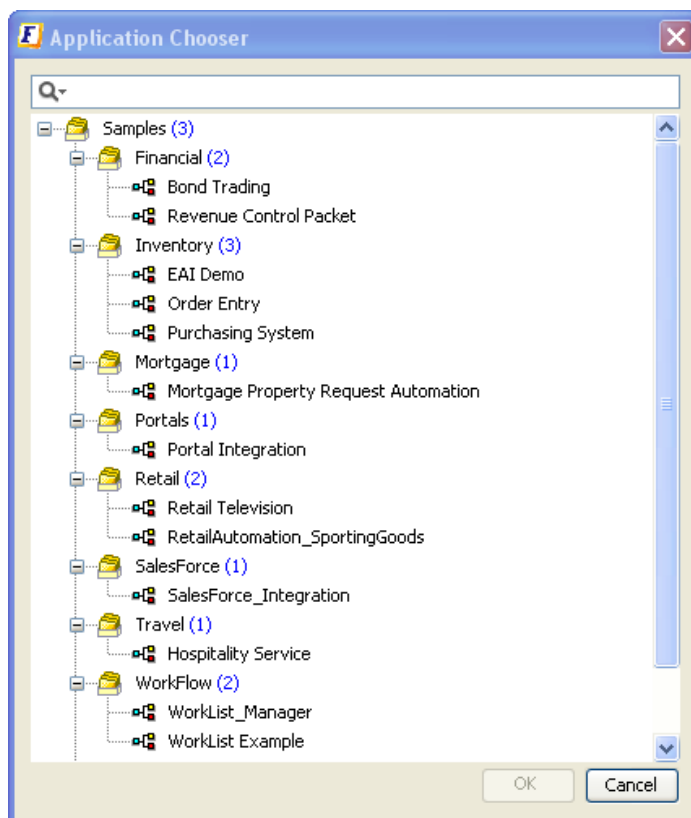 F Application Chooser
Samples (3)
Financial (2)
Bond Trading
Revenue Control Packet
Inventory (3)
EAI Demo
Order Entry
Purchasing System
Mortgage (1)
Mortgage Property Request Automation
Portals (1)
Portal Integration
Retail (2)
Retail Television
RetailAutomation_SportingGoods
SalesForce (1)
SalesForce_Integration
Travel (1)
Hospitality Service
WorkFlow (2)
WorkList_Manager
WorkList Example
OK Cancel